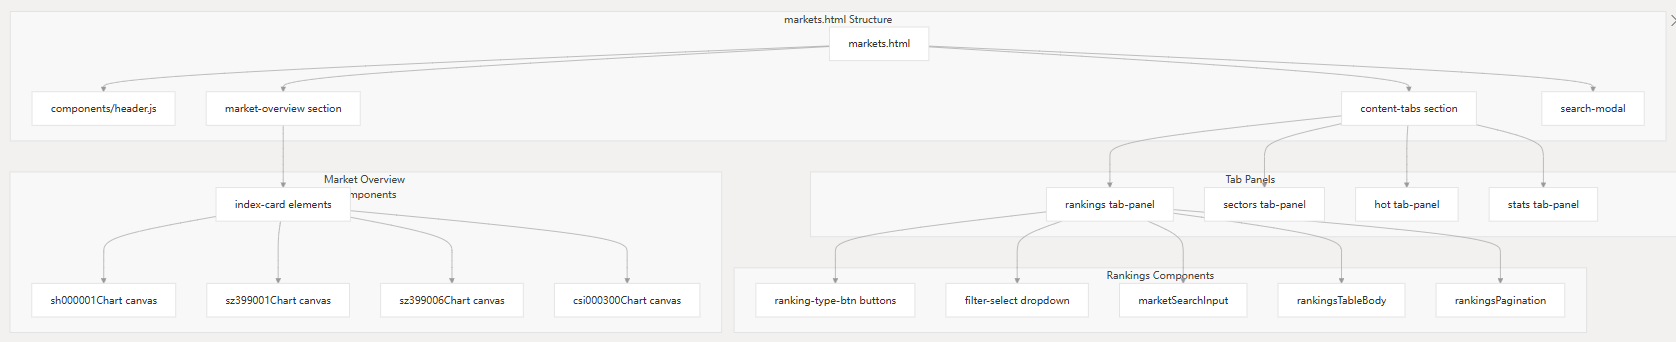 markets.html Structure
markets.html
components/header.js
market-overview section
content-tabs section
search-modal
Market Overview
mponents
index-card elements
Tab Panels
rankings tab-panel
sectors tab-panel
hot tab-panel
stats tab-panel
sh000001Chart canvas
sz399001Chart canvas
sz399006Chart canvas
csi000300Chart canvas
Rankings Components
ranking-type-btn buttons
filter-select dropdown
marketSearchInput
rankingsTableBody
rankingsPagination